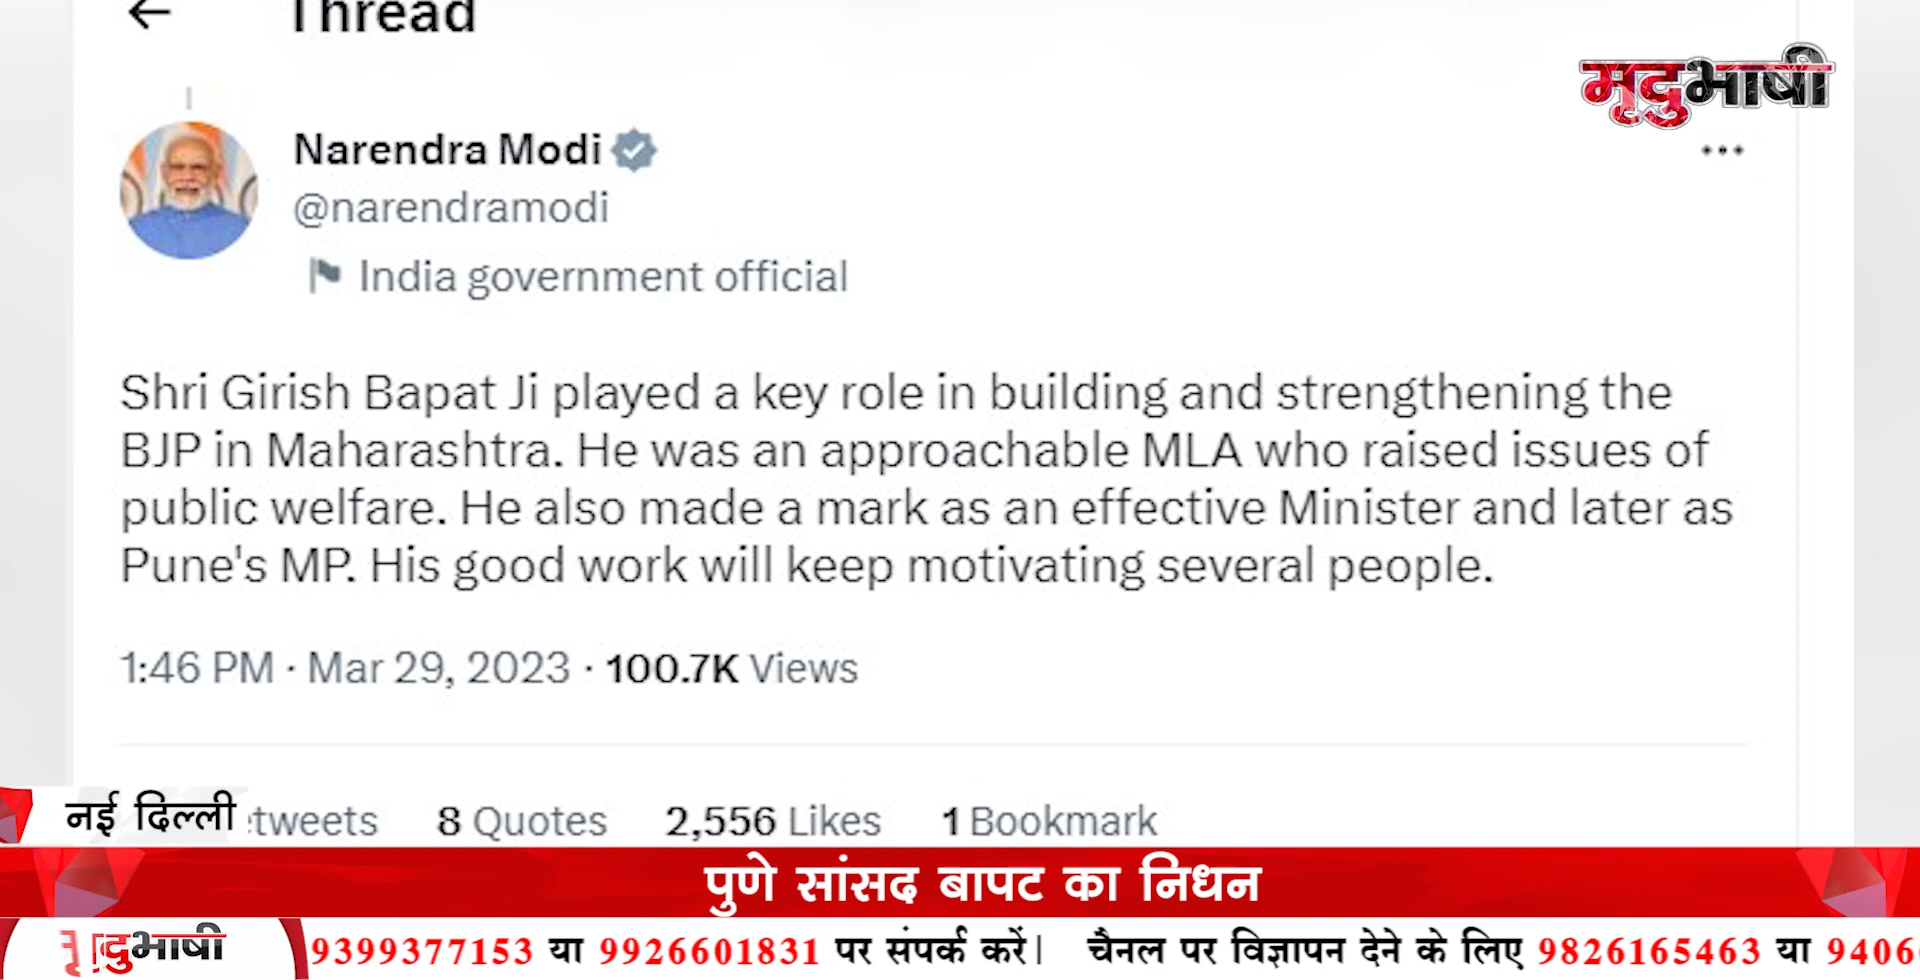 Thread
मृदुभाषी
Narendra Modi
@narendramodi
India government official
Shri Girish Bapat Ji played a key role in building and strengthening the
BJP in Maharashtra. He was an approachable MLA who raised issues of
public welfare. He also made a mark as an effective Minister and later as
Pune's MP. His good work will keep motivating several people.
1:46 PM · Mar 29, 2023 · 100.7K Views
नई दिल्ली
etweets 8 Quotes 2,556 Likes 1 Bookmark
पुणे सांसद बापट का निधन
मृदुभाषी 9399377153 या 9926601831 पर संपर्क करें। चैनल पर विज्ञापन देने के लिए 9826165463 या 9406